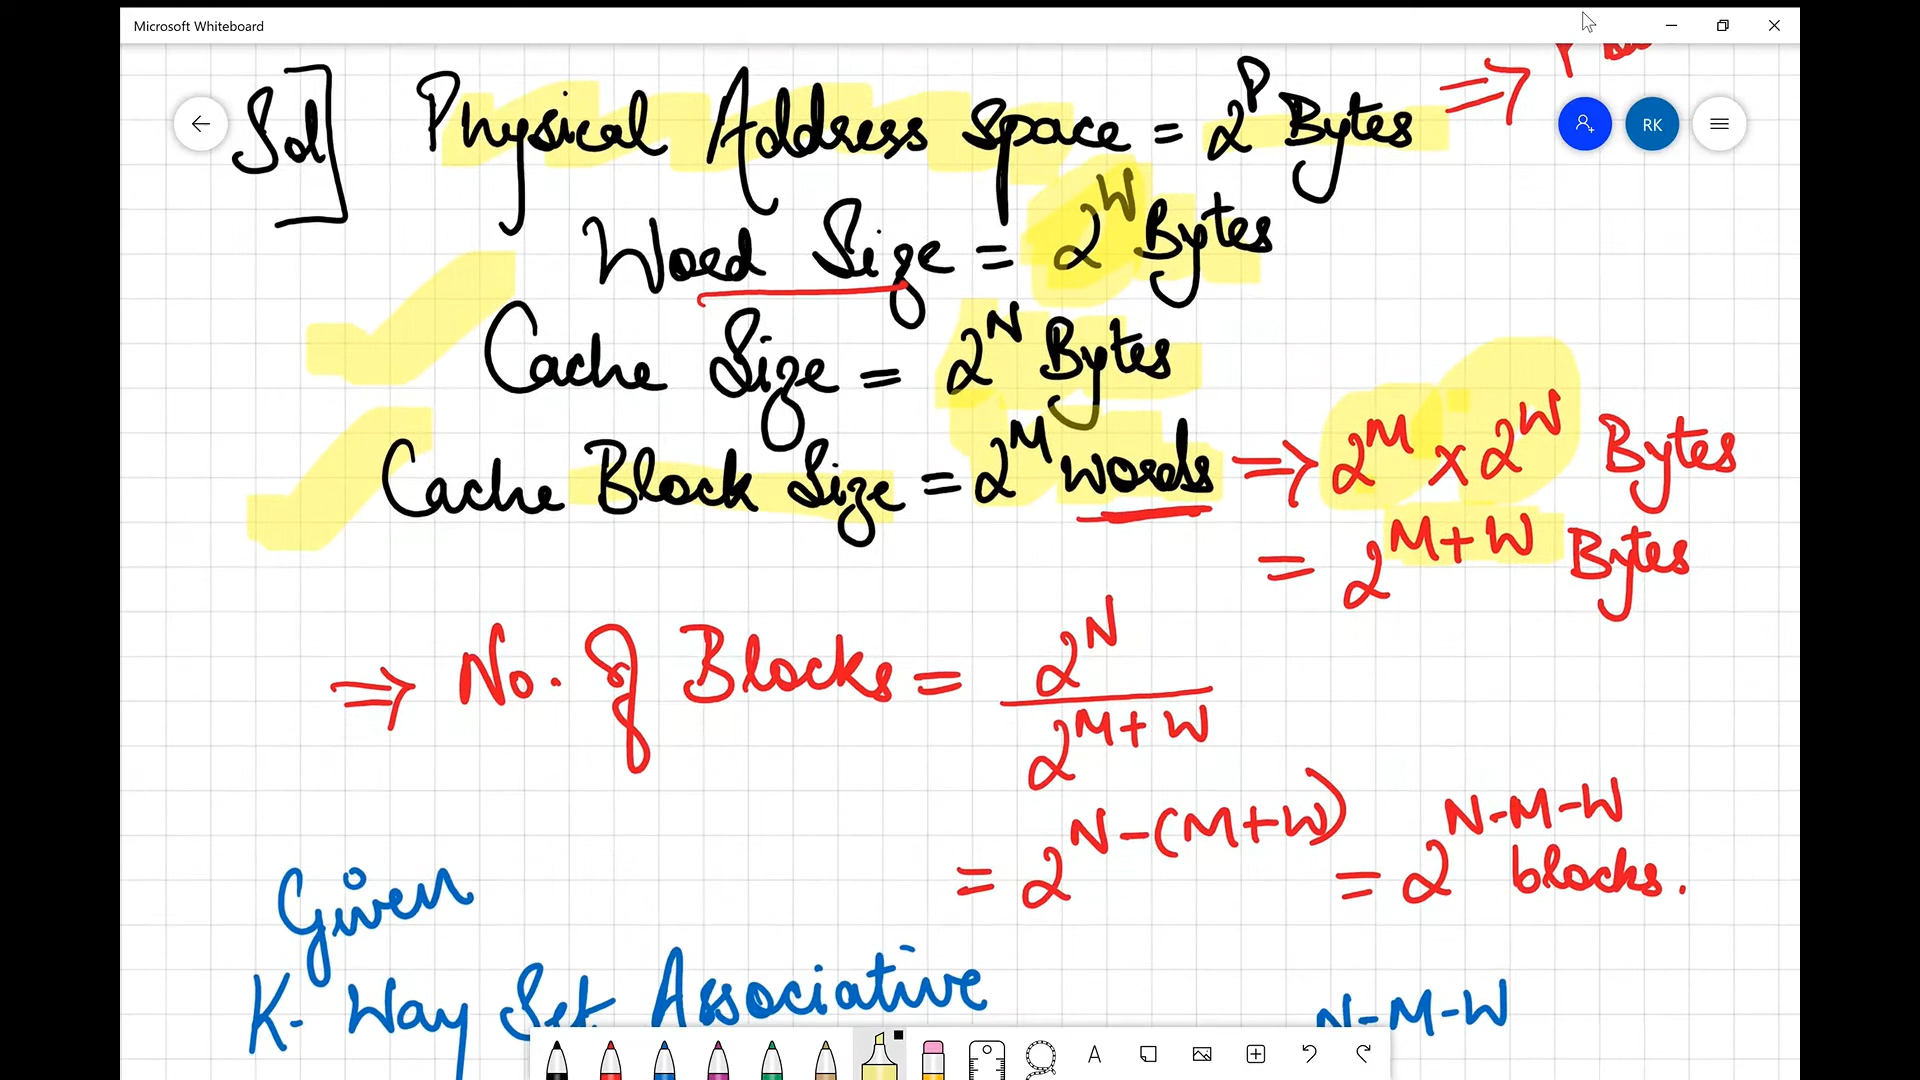 Microsoft Whiteboard
Sol] Physical Address Space = 2^P Bytes =>
RK
Word Size = 2^W Bytes
Cache Size = 2^N Bytes
Cache Block Size = 2^M words => 2^M x 2^W Bytes
= 2^(M+W) Bytes
=> No. of Blocks = 2^N / 2^(M+W)
= 2^(N-(M+W)) = 2^(N-M-W) blocks.
Given
K-Way Set Associative
N-M-W
A